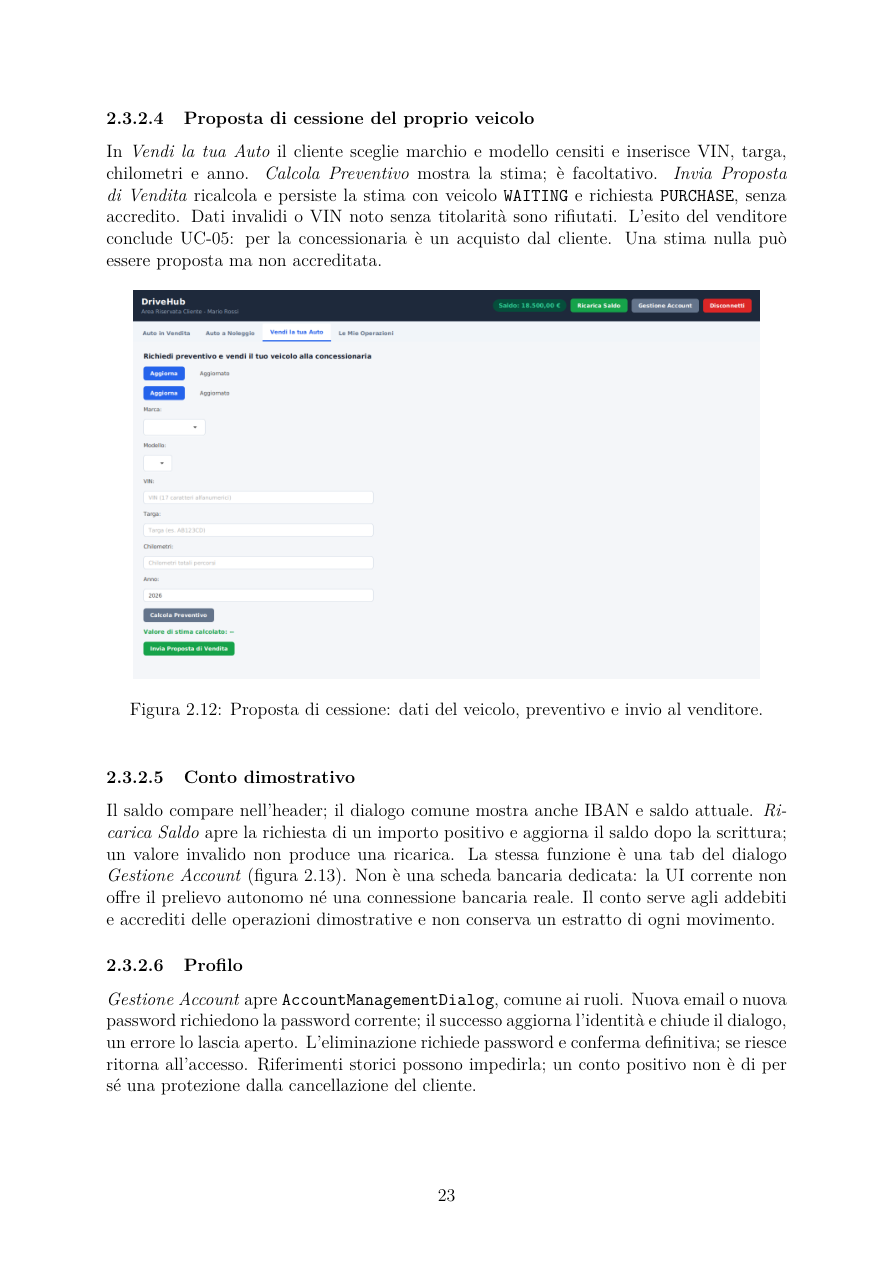 2.3.2.4 Proposta di cessione del proprio veicolo
In Vendi la tua Auto il cliente sceglie marchio e modello censiti e inserisce VIN, targa,
chilometri e anno. Calcola Preventivo mostra la stima; è facoltativo. Invia Proposta
di Vendita ricalcola e persiste la stima con veicolo WAITING e richiesta PURCHASE, senza
accredito. Dati invalidi o VIN noto senza titolarità sono rifiutati. L'esito del venditore
conclude UC-05: per la concessionaria è un acquisto dal cliente. Una stima nulla può
essere proposta ma non accreditata.
DriveHub
Area Riservata Cliente - Mario Rossi
Saldo: 18.500,00 €
Ricarica Saldo
Gestione Account
Disconnetti
Auto in Vendita
Auto a Noleggio
Vendi la tua Auto
Le Mie Operazioni
Richiedi preventivo e vendi il tuo veicolo alla concessionaria
Aggiorna Aggiornato
Aggiorna Aggiornato
Marca:
Modello:
VIN:
VIN (17 caratteri alfanumerici)
Targa:
Targa (es. AB123CD)
Chilometri:
Chilometri totali percorsi
Anno:
2026
Calcola Preventivo
Valore di stima calcolato: --
Invia Proposta di Vendita
Figura 2.12: Proposta di cessione: dati del veicolo, preventivo e invio al venditore.
2.3.2.5 Conto dimostrativo
Il saldo compare nell'header; il dialogo comune mostra anche IBAN e saldo attuale. Ri-
carica Saldo apre la richiesta di un importo positivo e aggiorna il saldo dopo la scrittura;
un valore invalido non produce una ricarica. La stessa funzione è una tab del dialogo
Gestione Account (figura 2.13). Non è una scheda bancaria dedicata: la UI corrente non
offre il prelievo autonomo né una connessione bancaria reale. Il conto serve agli addebiti
e accrediti delle operazioni dimostrative e non conserva un estratto di ogni movimento.
2.3.2.6 Profilo
Gestione Account apre AccountManagementDialog, comune ai ruoli. Nuova email o nuova
password richiedono la password corrente; il successo aggiorna l'identità e chiude il dialogo,
un errore lo lascia aperto. L'eliminazione richiede password e conferma definitiva; se riesce
ritorna all'accesso. Riferimenti storici possono impedirla; un conto positivo non è di per
sé una protezione dalla cancellazione del cliente.
23